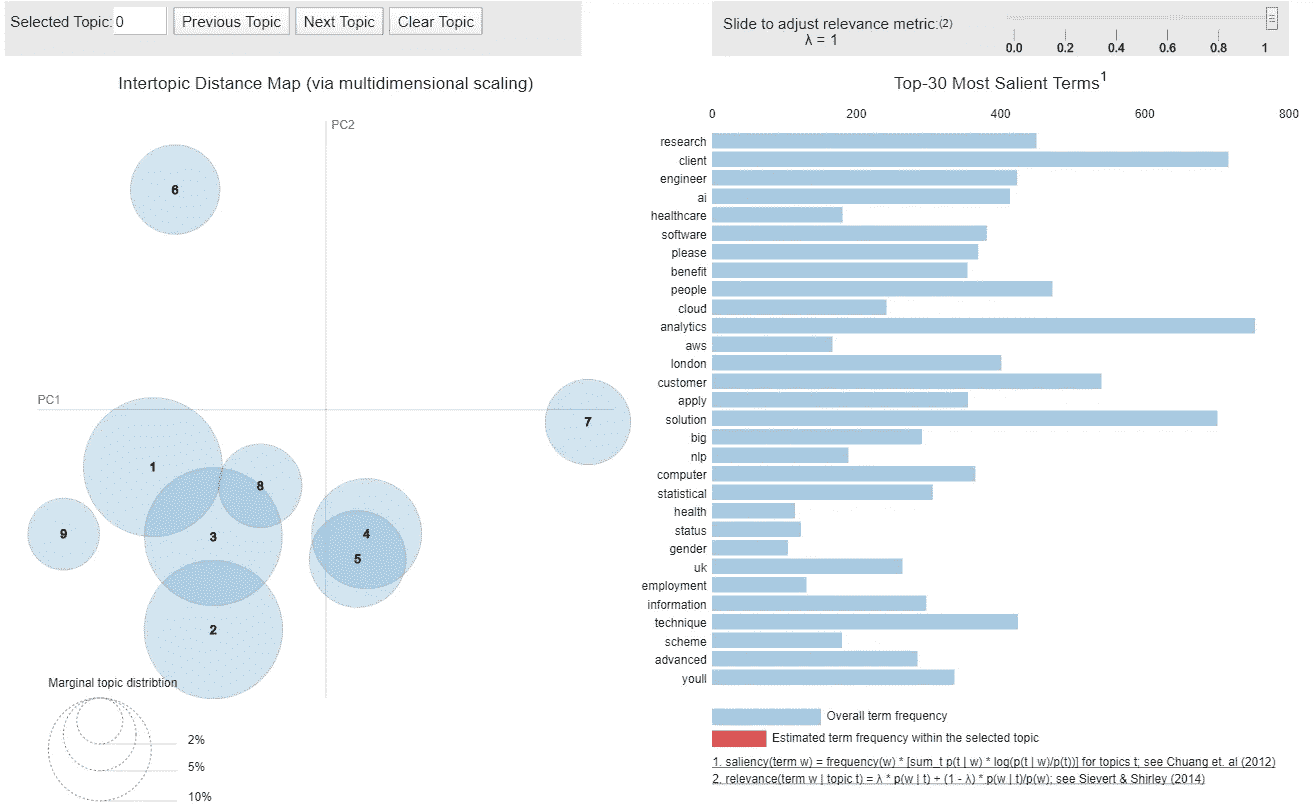 Selected Topic: 0 Previous Topic Next Topic Clear Topic
Slide to adjust relevance metric:(2)
λ = 1
0.0 0.2 0.4 0.6 0.8 1
Intertopic Distance Map (via multidimensional scaling)
PC2
PC1
6
7
1
8
9
3
4
5
2
Marginal topic distribtion
2%
5%
10%
Top-30 Most Salient Terms1
0 200 400 600 800
research
client
engineer
ai
healthcare
software
please
benefit
people
cloud
analytics
aws
london
customer
apply
solution
big
nlp
computer
statistical
health
status
gender
uk
employment
information
technique
scheme
advanced
youll
Overall term frequency
Estimated term frequency within the selected topic
1. saliency(term w) = frequency(w) * [sum_t p(t | w) * log(p(t | w)/p(t))] for topics t; see Chuang et. al (2012)
2. relevance(term w | topic t) = λ * p(w | t) + (1 - λ) * p(w | t)/p(w); see Sievert & Shirley (2014)